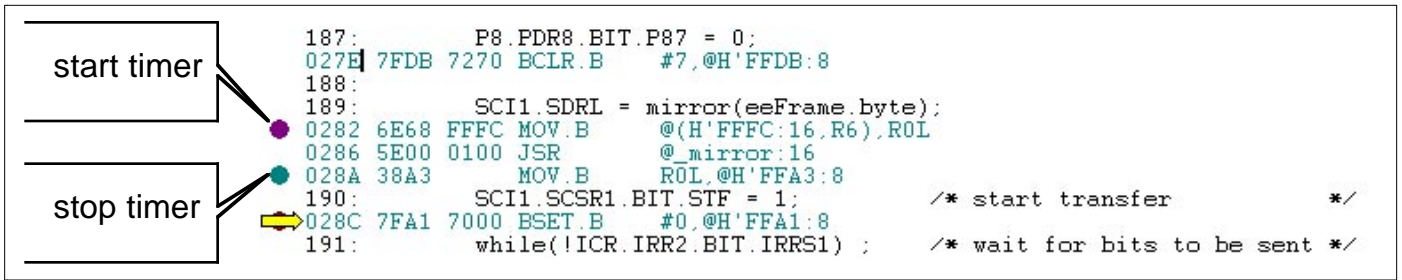 187: P8.PDR8.BIT.P87 = 0;
start timer
027E 7FDB 7270 BCLR.B #7,@H'FFDB:8
188:
189: SCI1.SDRL = mirror(eeFrame.byte);
0282 6E68 FFFC MOV.B @(H'FFFC:16,R6),R0L
0286 5E00 0100 JSR @_mirror:16
028A 38A3 MOV.B R0L,@H'FFA3:8
stop timer
190: SCI1.SCSR1.BIT.STF = 1; /* start transfer */
028C 7FA1 7000 BSET.B #0,@H'FFA1:8
191: while(!ICR.IRR2.BIT.IRRS1) ; /* wait for bits to be sent */